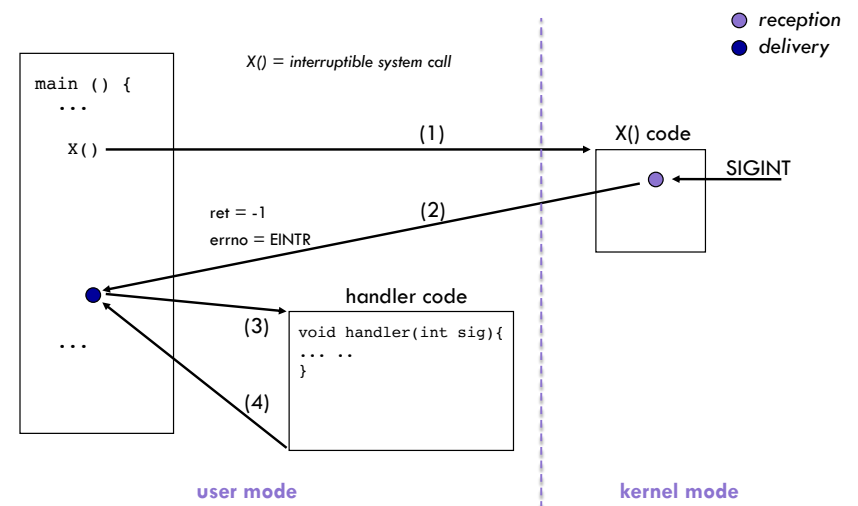 reception
delivery
X() = interruptible system call
main () {
...
X()
(1)
X() code
SIGINT
(2)
ret = -1
errno = EINTR
handler code
(3)
void handler(int sig){
... ..
}
...
(4)
user mode
kernel mode